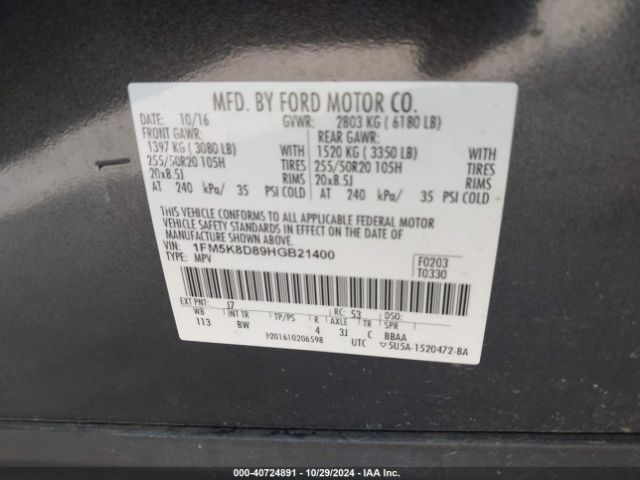 MFD. BY FORD MOTOR CO.
DATE: 10/16 GVWR: 2803 KG ( 6180 LB)
FRONT GAWR: REAR GAWR:
1397 KG ( 3080 LB) WITH 1520 KG ( 3350 LB) WITH
255/50R20 105H TIRES 255/50R20 105H TIRES
20x8.5J RIMS 20x8.5J RIMS
AT 240 kPa/ 35 PSI COLD AT 240 kPa/ 35 PSI COLD
THIS VEHICLE CONFORMS TO ALL APPLICABLE FEDERAL MOTOR
VEHICLE SAFETY STANDARDS IN EFFECT ON THE DATE OF
MANUFACTURE SHOWN ABOVE.
VIN: 1FM5K8D89HGB21400 F0203
TYPE: MPV T0330
EXT PNT: J7 RC: 53 DSO:
WB INT TR TP/PS R AXLE TR SPR
113 BW 4 3J C BBAA
F201610206598 UTC ▽5U5A-1520472-BA
000-40724891 - 10/29/2024 - IAA Inc.